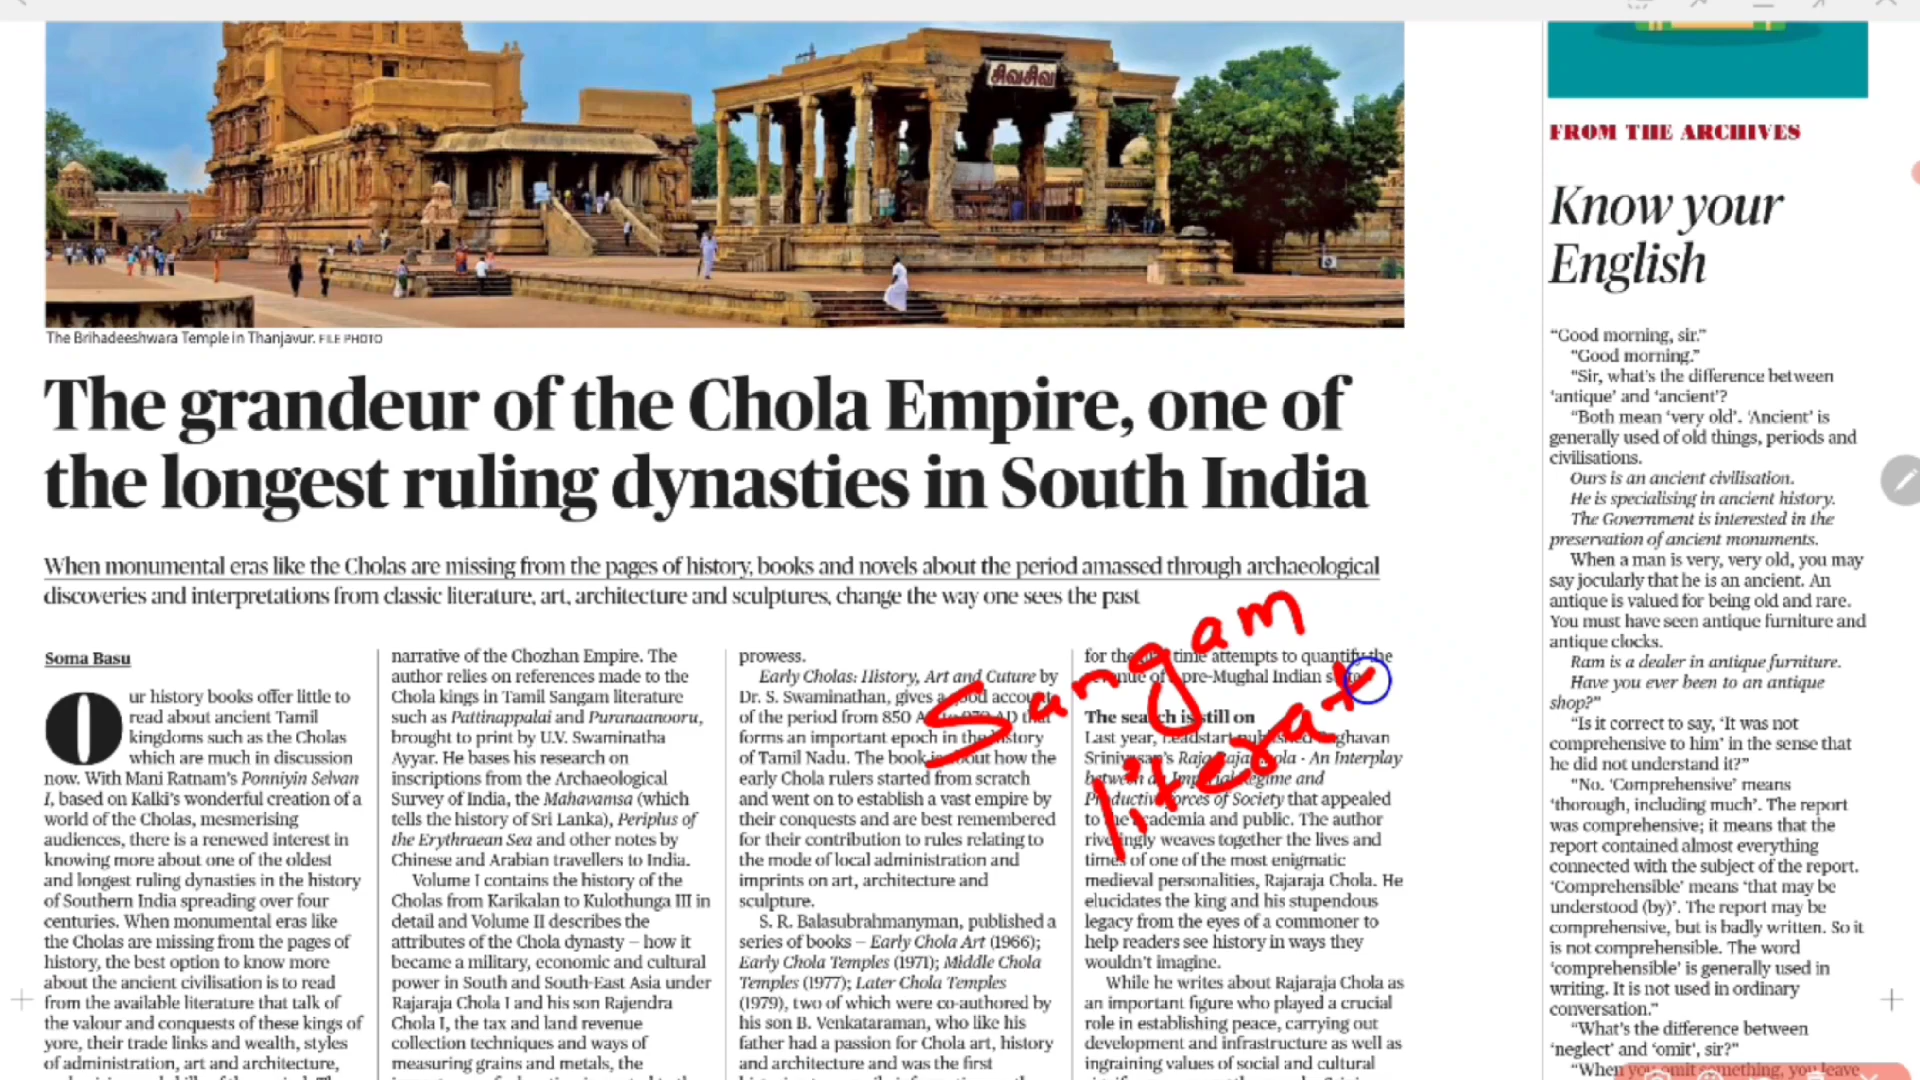 சிவசிவ
The Brihadeeshwara Temple in Thanjavur. FILE PHOTO
The grandeur of the Chola Empire, one of
the longest ruling dynasties in South India
When monumental eras like the Cholas are missing from the pages of history, books and novels about the period amassed through archaeological
discoveries and interpretations from classic literature, art, architecture and sculptures, change the way one sees the past
Soma Basu
Our history books offer little to
read about ancient Tamil
kingdoms such as the Cholas
which are much in discussion
now. With Mani Ratnam's Ponniyin Selvan
I, based on Kalki's wonderful creation of a
world of the Cholas, mesmerising
audiences, there is a renewed interest in
knowing more about one of the oldest
and longest ruling dynasties in the history
of Southern India spreading over four
centuries. When monumental eras like
the Cholas are missing from the pages of
history, the best option to know more
about the ancient civilisation is to read
from the available literature that talk of
the valour and conquests of these kings of
yore, their trade links and wealth, styles
of administration, art and architecture,
narrative of the Chozhan Empire. The
author relies on references made to the
Chola kings in Tamil Sangam literature
such as Pattinappalai and Puranaanooru,
brought to print by U.V. Swaminatha
Ayyar. He bases his research on
inscriptions from the Archaeological
Survey of India, the Mahavamsa (which
tells the history of Sri Lanka), Periplus of
the Erythraean Sea and other notes by
Chinese and Arabian travellers to India.
Volume I contains the history of the
Cholas from Karikalan to Kulothunga III in
detail and Volume II describes the
attributes of the Chola dynasty – how it
became a military, economic and cultural
power in South and South-East Asia under
Rajaraja Chola I and his son Rajendra
Chola I, the tax and land revenue
collection techniques and ways of
measuring grains and metals, the
prowess.
Early Cholas: History, Art and Cuture by
Dr. S. Swaminathan, gives a good account
of the period from 850 AD
forms an important epoch in the history
of Tamil Nadu. The book is about how the
early Chola rulers started from scratch
and went on to establish a vast empire by
their conquests and are best remembered
for their contribution to rules relating to
the mode of local administration and
imprints on art, architecture and
sculpture.
S. R. Balasubrahmanyman, published a
series of books – Early Chola Art (1966);
Early Chola Temples (1971); Middle Chola
Temples (1977); Later Chola Temples
(1979), two of which were co-authored by
his son B. Venkataraman, who like his
father had a passion for Chola art, history
and architecture and was the first
for the time attempts to quantify the
revenue of pre-Mughal Indian
The search is still on
Last year, Leadstart published Raghavan
Srinivasan's Rajaraja Chola - An Interplay
between an Imperial Regime and
Productive Forces of Society that appealed
to the academia and public. The author
rivetingly weaves together the lives and
times of one of the most enigmatic
medieval personalities, Rajaraja Chola. He
elucidates the king and his stupendous
legacy from the eyes of a commoner to
help readers see history in ways they
wouldn't imagine.
While he writes about Rajaraja Chola as
an important figure who played a crucial
role in establishing peace, carrying out
development and infrastructure as well as
ingraining values of social and cultural
Sangam
literat
FROM THE ARCHIVES
Know your
English
“Good morning, sir.”
“Good morning.”
“Sir, what's the difference between
‘antique’ and ‘ancient’?
“Both mean ‘very old’. ‘Ancient’ is
generally used of old things, periods and
civilisations.
Ours is an ancient civilisation.
He is specialising in ancient history.
The Government is interested in the
preservation of ancient monuments.
When a man is very, very old, you may
say jocularly that he is an ancient. An
antique is valued for being old and rare.
You must have seen antique furniture and
antique clocks.
Ram is a dealer in antique furniture.
Have you ever been to an antique
shop?”
“Is it correct to say, ‘It was not
comprehensive to him’ in the sense that
he did not understand it?”
“No. ‘Comprehensive’ means
‘thorough, including much’. The report
was comprehensive; it means that the
report contained almost everything
connected with the subject of the report.
‘Comprehensible’ means ‘that may be
understood (by)’. The report may be
comprehensive, but is badly written. So it
is not comprehensible. The word
‘comprehensible’ is generally used in
writing. It is not used in ordinary
conversation.”
“What's the difference between
‘neglect’ and ‘omit’, sir?”
“When you omit something, you leave